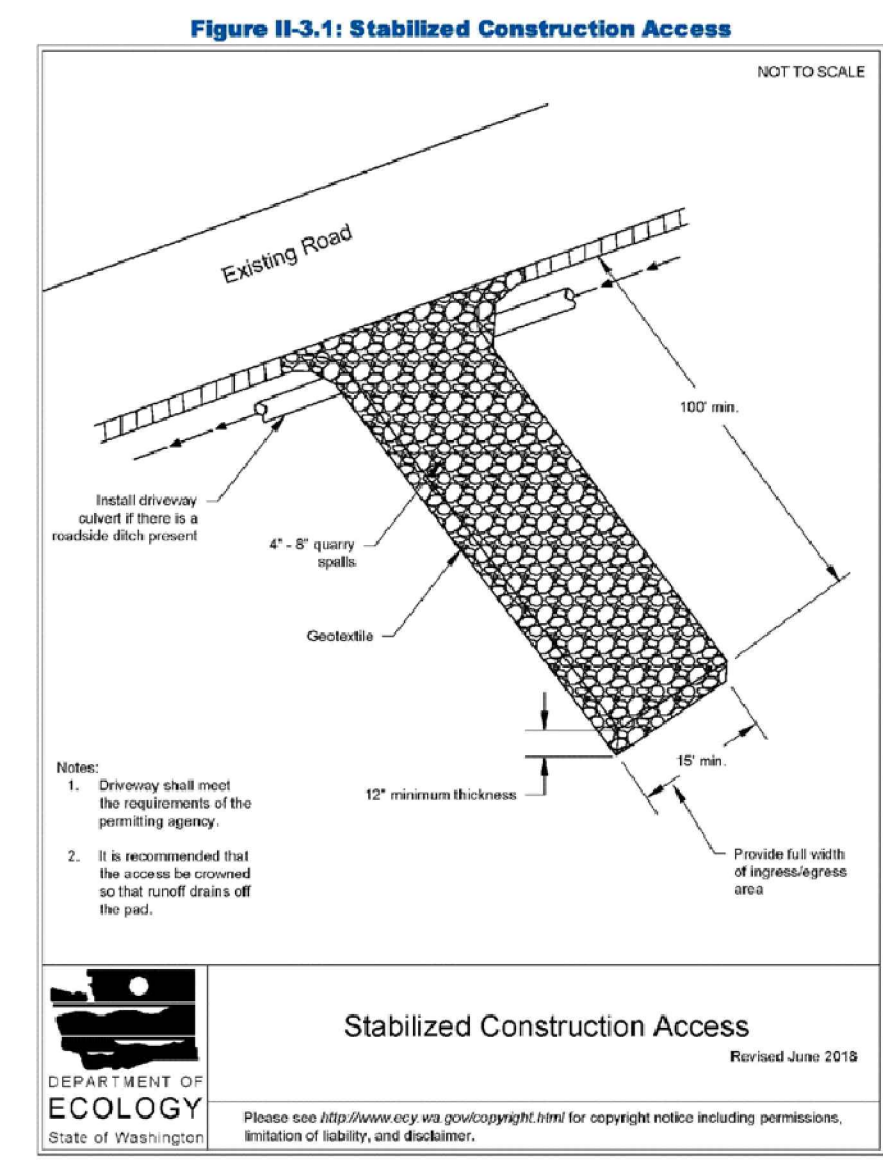 Figure II-3.1: Stabilized Construction Access
NOT TO SCALE
Existing Road
100' min.
Install driveway
culvert if there is a
roadside ditch present
4" - 8" quarry
spalls
Geotextile
15' min.
12" minimum thickness
Provide full width
of ingress/egress
area
Notes:
1. Driveway shall meet
the requirements of the
permitting agency.
2. It is recommended that
the access be crowned
so that runoff drains off
the pad.
DEPARTMENT OF
ECOLOGY
State of Washington
Stabilized Construction Access
Revised June 2018
Please see http://www.ecy.wa.gov/copyright.html for copyright notice including permissions,
limitation of liability, and disclaimer.